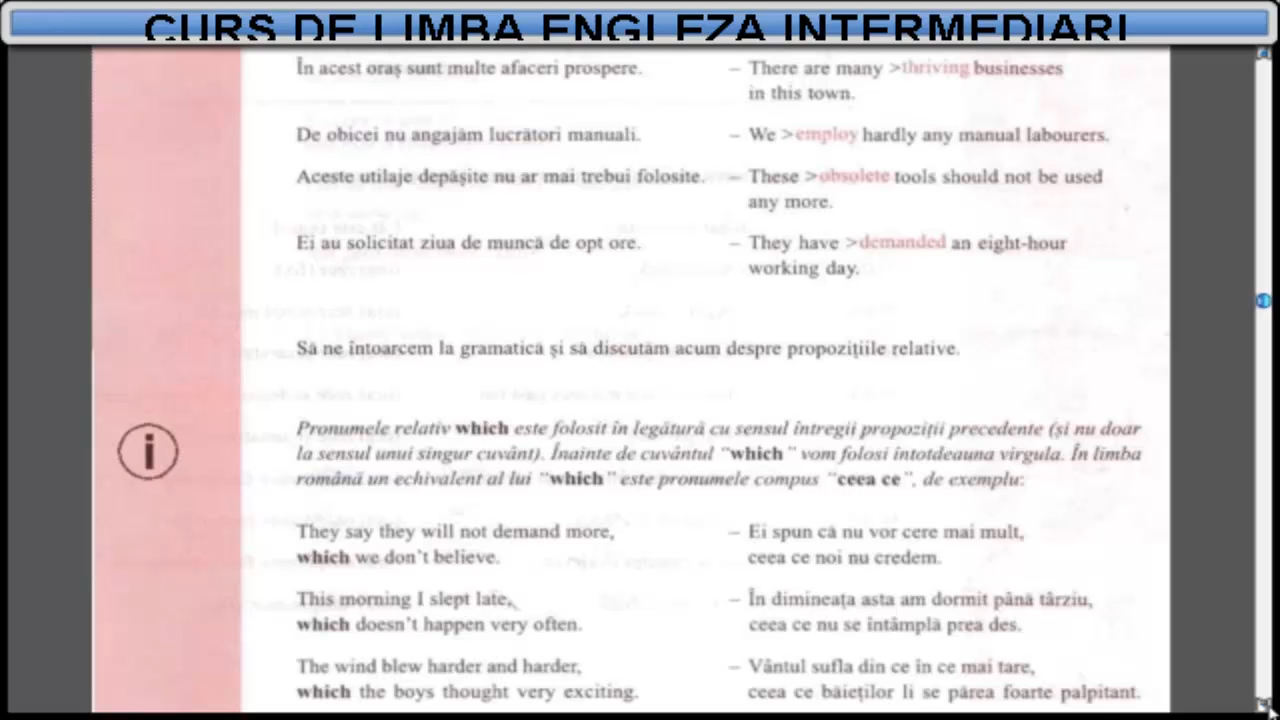 CURS DE LIMBA ENGLEZA INTERMEDIARI
În acest oraş sunt multe afaceri prospere. – There are many >thriving businesses
in this town.
De obicei nu angajăm lucrători manuali. – We >employ hardly any manual labourers.
Aceste utilaje depăşite nu ar mai trebui folosite. – These >obsolete tools should not be used
any more.
Ei au solicitat ziua de muncă de opt ore. – They have >demanded an eight-hour
working day.
Să ne întoarcem la gramatică şi să discutăm acum despre propoziţiile relative.
i
Pronumele relativ which este folosit în legătură cu sensul întregii propoziţii precedente (şi nu doar
la sensul unui singur cuvânt). Înainte de cuvântul "which" vom folosi întotdeauna virgula. În limba
română un echivalent al lui "which" este pronumele compus "ceea ce", de exemplu:
They say they will not demand more, – Ei spun că nu vor cere mai mult,
which we don't believe. ceea ce noi nu credem.
This morning I slept late, – În dimineaţa asta am dormit până târziu,
which doesn't happen very often. ceea ce nu se întâmplă prea des.
The wind blew harder and harder, – Vântul sufla din ce în ce mai tare,
which the boys thought very exciting. ceea ce băieţilor li se părea foarte palpitant.